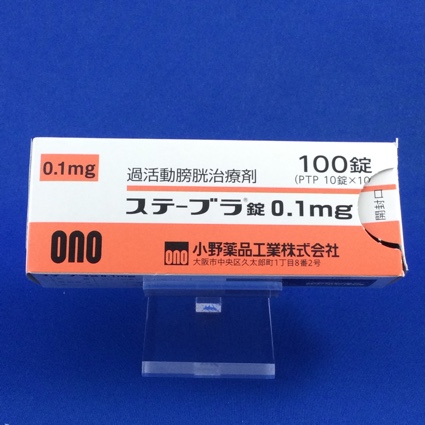 0.1mg
過活動膀胱治療剤
100錠
(PTP 10錠×10
ステーブラ®錠 0.1mg
開封口
ono
ono 小野薬品工業株式会社
大阪市中央区久太郎町1丁目8番2号